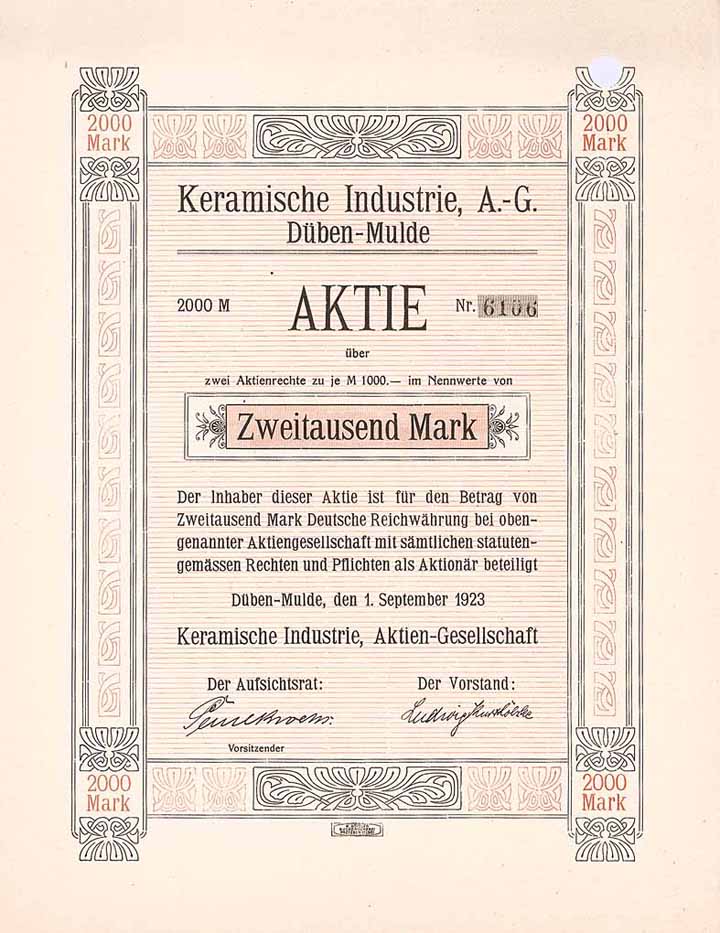 2000 Mark
2000 Mark
Keramische Industrie, A.-G.
Düben-Mulde
2000 M AKTIE Nr. 6106
über
zwei Aktienrechte zu je M 1000.— im Nennwerte von
Zweitausend Mark
Der Inhaber dieser Aktie ist für den Betrag von
Zweitausend Mark Deutsche Reichwährung bei oben-
genannter Aktiengesellschaft mit sämtlichen statuten-
gemässen Rechten und Pflichten als Aktionär beteiligt
Düben-Mulde, den 1. September 1923
Keramische Industrie, Aktien-Gesellschaft
Der Aufsichtsrat: Der Vorstand:
Ludwig
Vorsitzender
2000 Mark
2000 Mark